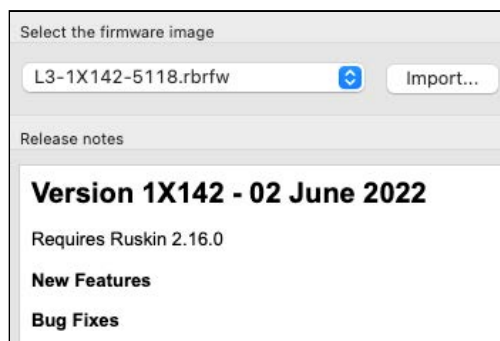 Select the firmware image
L3-1X142-5118.rbrfw
Import...
Release notes
Version 1X142 - 02 June 2022
Requires Ruskin 2.16.0
New Features
Bug Fixes